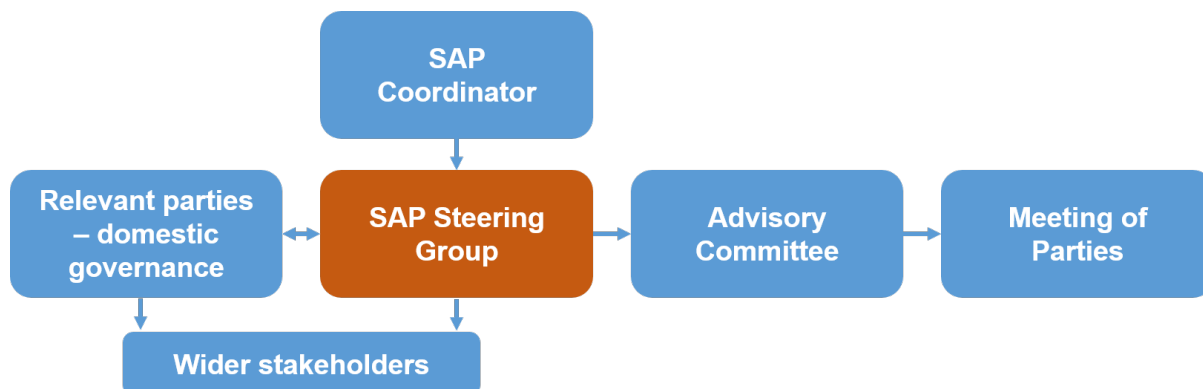 SAP
Coordinator
Relevant parties
– domestic
governance
SAP Steering
Group
Advisory
Committee
Meeting of
Parties
Wider stakeholders